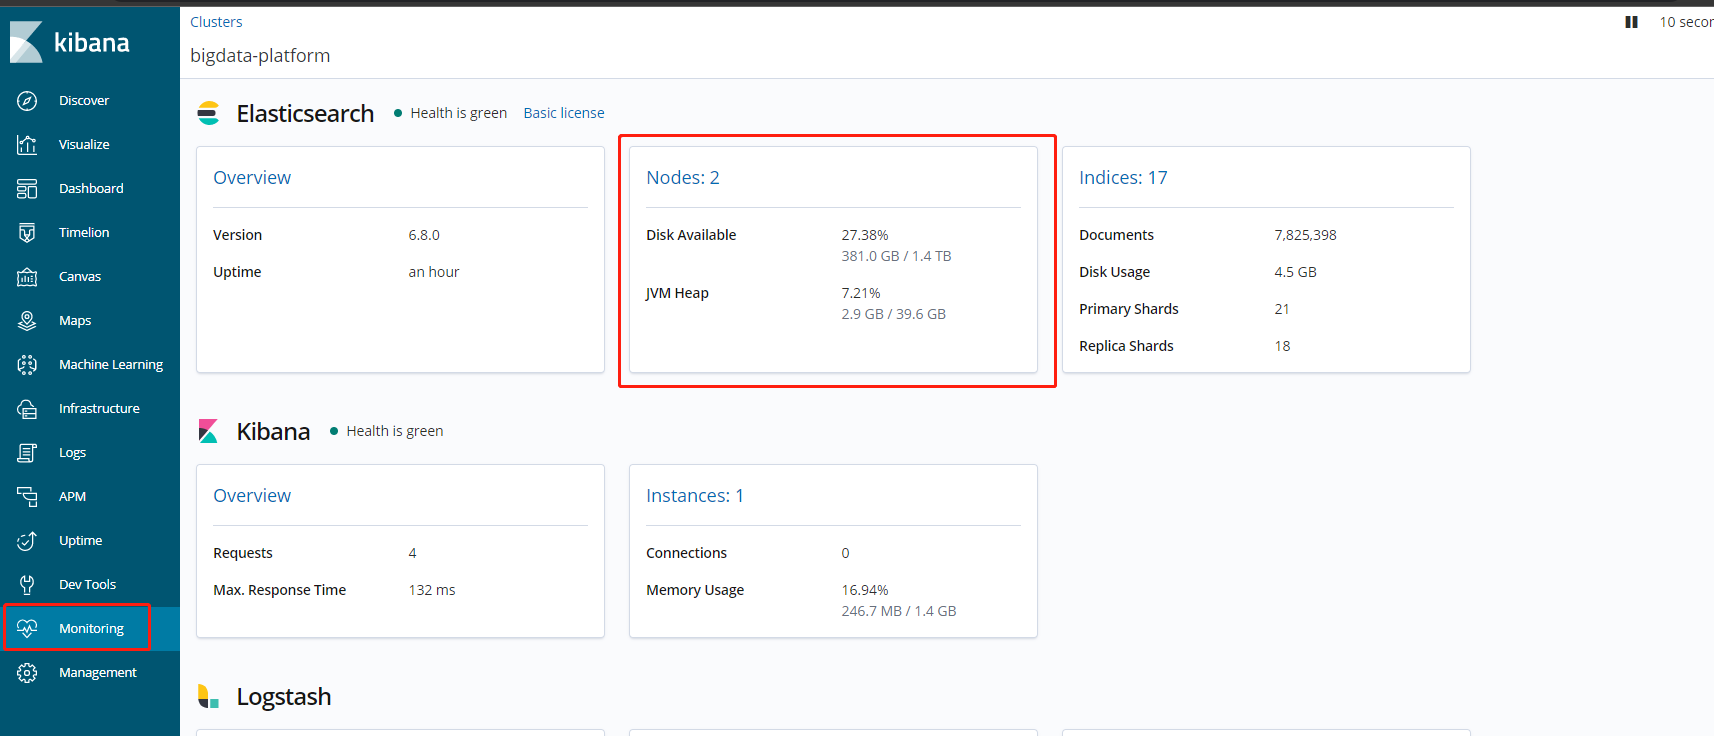 kibana
Discover
Visualize
Dashboard
Timelion
Canvas
Maps
Machine Learning
Infrastructure
Logs
APM
Uptime
Dev Tools
Monitoring
Management
Clusters
10 secon
bigdata-platform
Elasticsearch Health is green Basic license
Overview
Version 6.8.0
Uptime an hour
Nodes: 2
Disk Available 27.38%
381.0 GB / 1.4 TB
JVM Heap 7.21%
2.9 GB / 39.6 GB
Indices: 17
Documents 7,825,398
Disk Usage 4.5 GB
Primary Shards 21
Replica Shards 18
Kibana Health is green
Overview
Requests 4
Max. Response Time 132 ms
Instances: 1
Connections 0
Memory Usage 16.94%
246.7 MB / 1.4 GB
Logstash